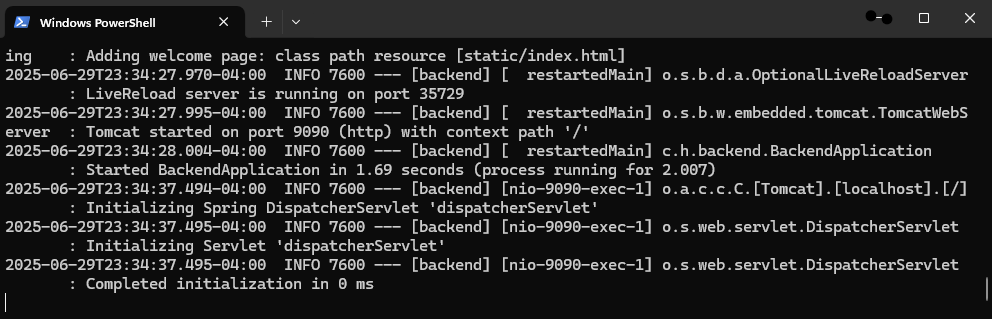 Windows PowerShell
ing    : Adding welcome page: class path resource [static/index.html]
2025-06-29T23:34:27.970-04:00  INFO 7600 --- [backend] [  restartedMain] o.s.b.d.a.OptionalLiveReloadServer
       : LiveReload server is running on port 35729
2025-06-29T23:34:27.995-04:00  INFO 7600 --- [backend] [  restartedMain] o.s.b.w.embedded.tomcat.TomcatWebS
erver  : Tomcat started on port 9090 (http) with context path '/'
2025-06-29T23:34:28.004-04:00  INFO 7600 --- [backend] [  restartedMain] c.h.backend.BackendApplication
       : Started BackendApplication in 1.69 seconds (process running for 2.007)
2025-06-29T23:34:37.494-04:00  INFO 7600 --- [backend] [nio-9090-exec-1] o.a.c.c.C.[Tomcat].[localhost].[/]
       : Initializing Spring DispatcherServlet 'dispatcherServlet'
2025-06-29T23:34:37.495-04:00  INFO 7600 --- [backend] [nio-9090-exec-1] o.s.web.servlet.DispatcherServlet
       : Initializing Servlet 'dispatcherServlet'
2025-06-29T23:34:37.495-04:00  INFO 7600 --- [backend] [nio-9090-exec-1] o.s.web.servlet.DispatcherServlet
       : Completed initialization in 0 ms